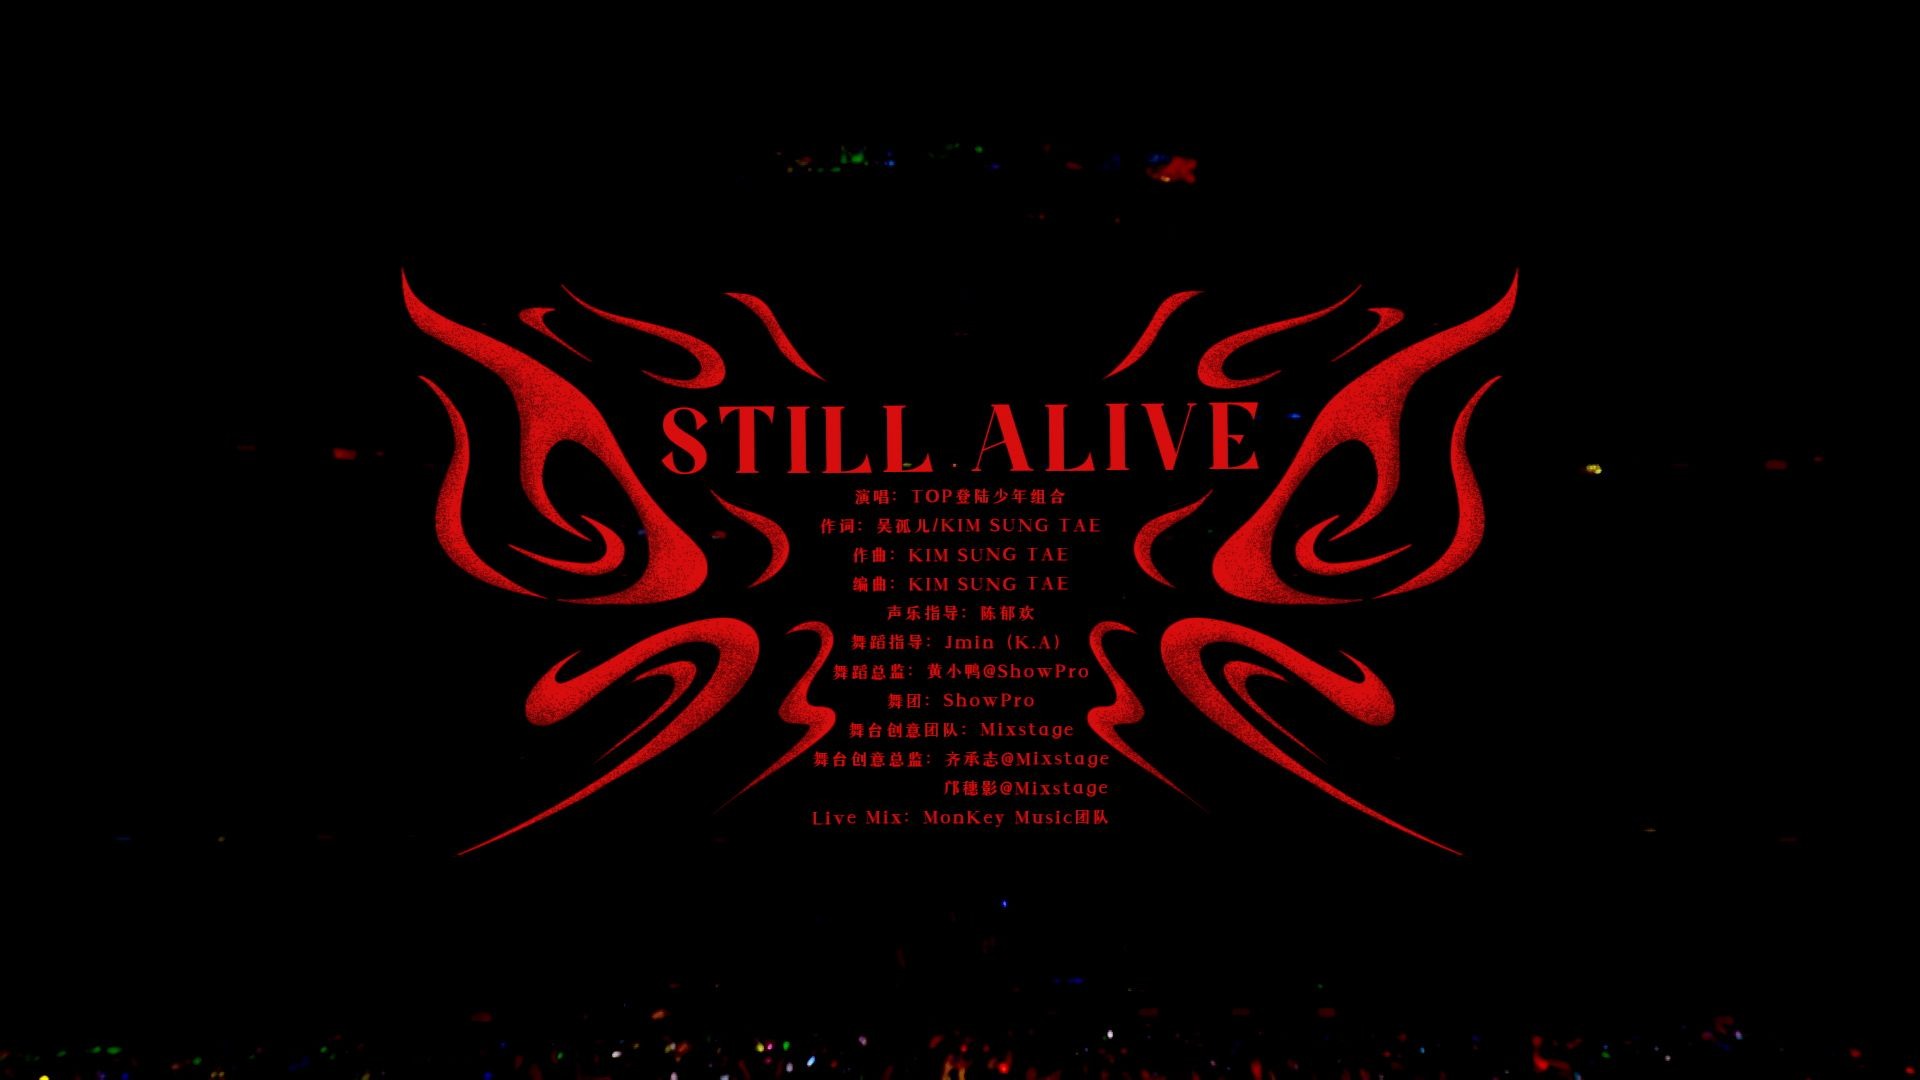 STILL ALIVE
演唱：TOP登陆少年组合
作词：吴孤儿/KIM SUNG TAE
作曲：KIM SUNG TAE
编曲：KIM SUNG TAE
声乐指导：陈郁欢
舞蹈指导：Jmin（K.A）
舞蹈总监：黄小鸭@ShowPro
舞团：ShowPro
舞台创意团队：Mixstage
舞台创意总监：齐承志@Mixstage
邝穗影@Mixstage
Live Mix：MonKey Music团队